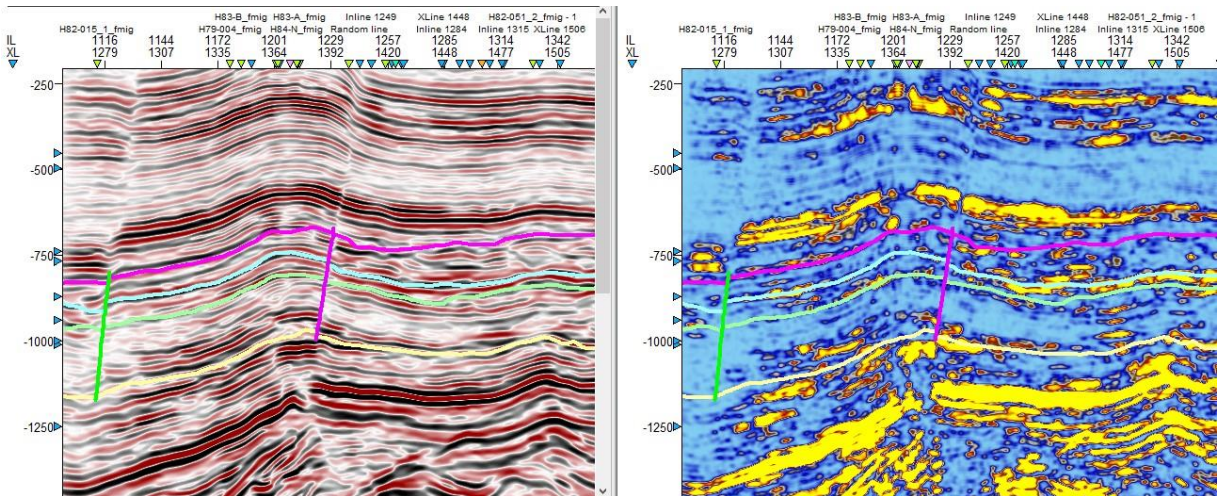 H83-B_fmig H83-A_fmig Inline 1249 XLine 1448 H82-051_2_fmig - 1
H82-015_1_fmig H79-004_fmig H84-N_fmig Random line Inline 1284 Inline 1315 XLine 1506
IL 1116 1144 1172 1201 1229 1257 1285 1314 1342
XL 1279 1307 1335 1364 1392 1420 1448 1477 1505
-250
-500
-750
-1000
-1250
H83-B_fmig H83-A_fmig Inline 1249 XLine 1448 H82-051_2_fmig - 1
H82-015_1_fmig H79-004_fmig H84-N_fmig Random line Inline 1284 Inline 1315 XLine 1506
IL 1116 1144 1172 1201 1229 1257 1285 1314 1342
XL 1279 1307 1335 1364 1392 1420 1448 1477 1505
-250
-500
-750
-1000
-1250